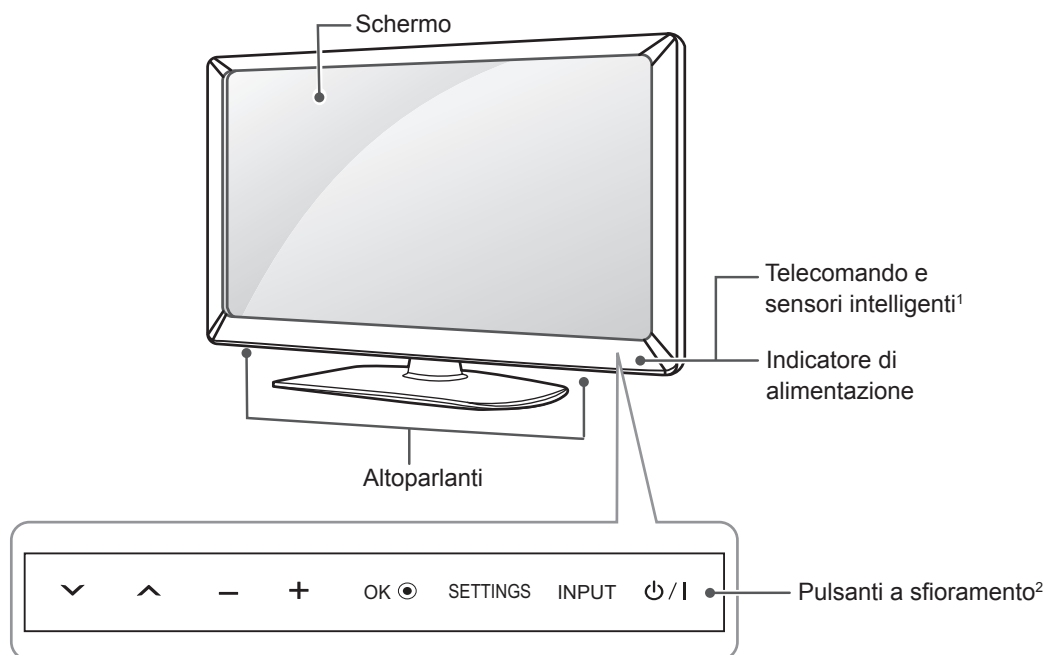 Schermo
Telecomando e
sensori intelligenti¹
Indicatore di
alimentazione
Altoparlanti
– + OK SETTINGS INPUT / I
Pulsanti a sfioramento²